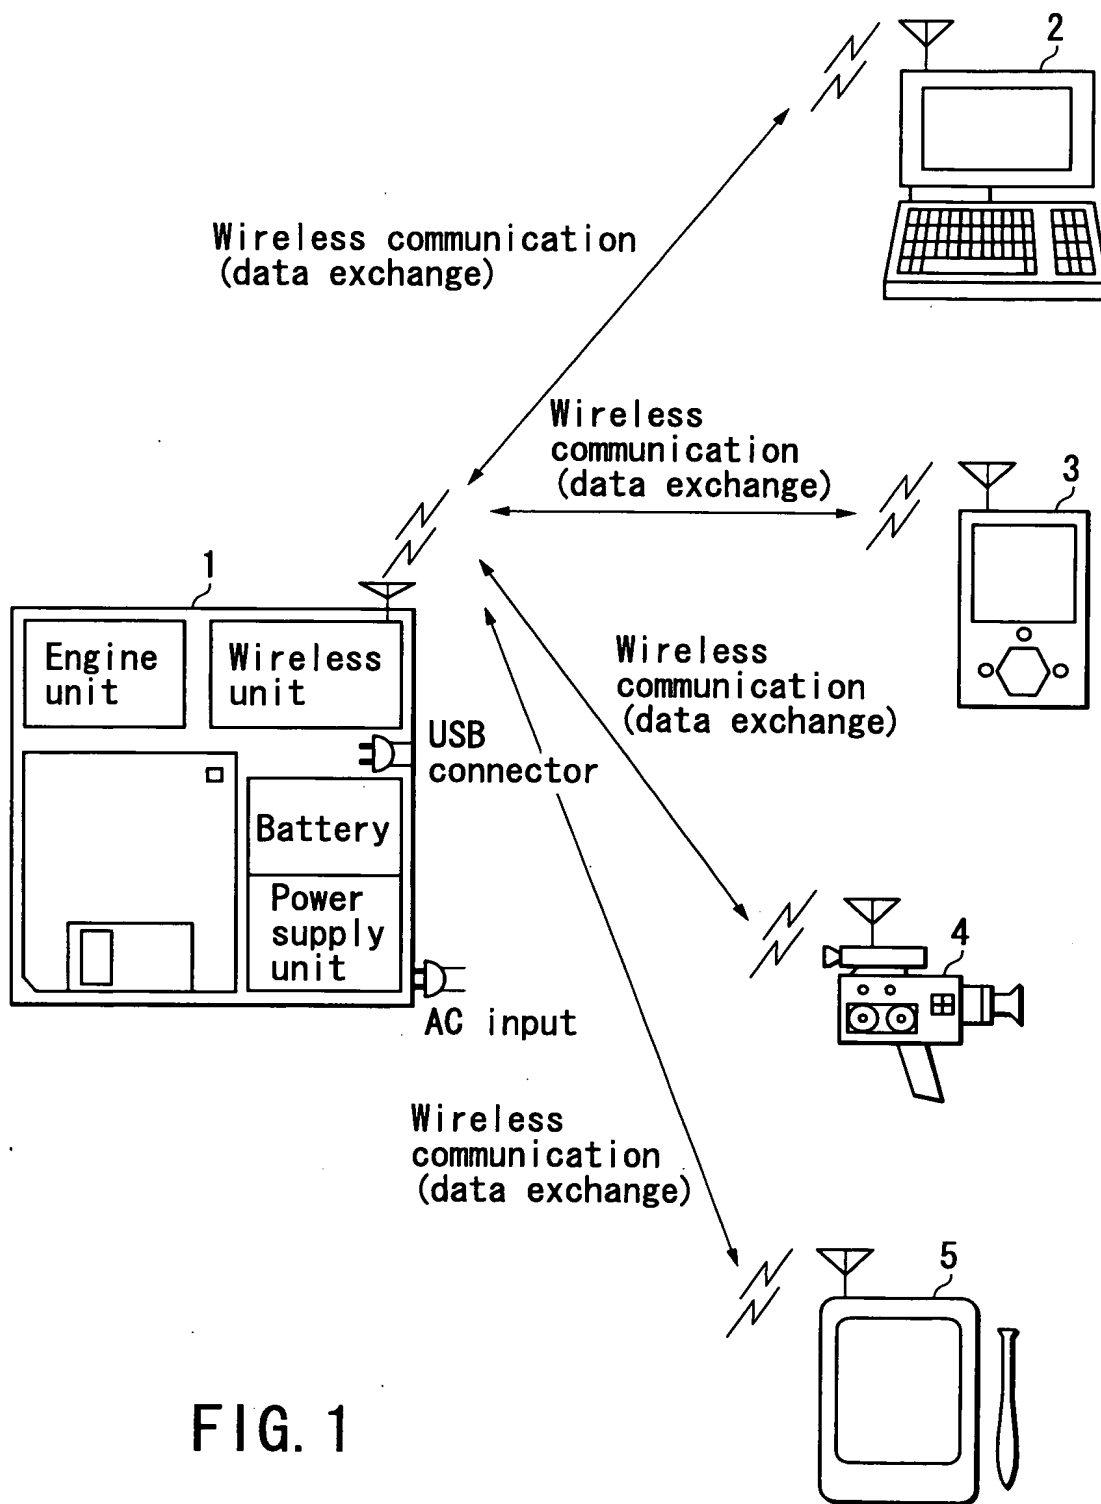 2
Wireless communication
(data exchange)
Wireless
communication
(data exchange)
3
1
Engine
unit
Wireless
unit
Wireless
communication
(data exchange)
USB
connector
Battery
Power
supply
unit
4
AC input
Wireless
communication
(data exchange)
5
FIG. 1